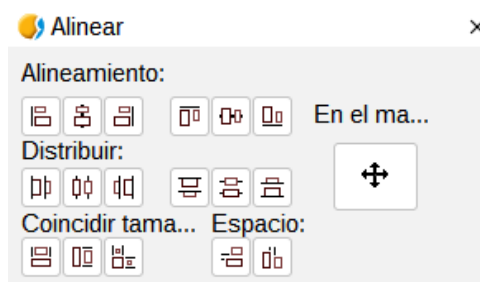 Alinear
Alineamiento:
En el ma...
Distribuir:
Coincidir tama... Espacio: